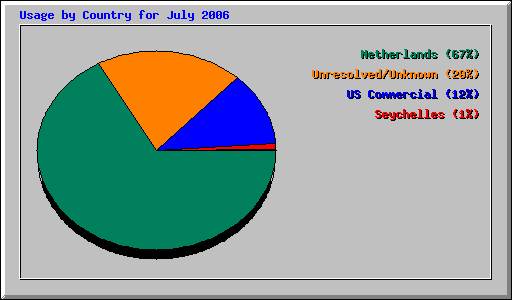 Usage by Country for July 2006
Netherlands (67%)
Unresolved/Unknown (20%)
US Commercial (12%)
Seychelles (1%)